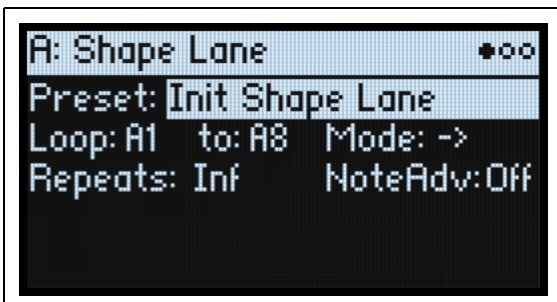 A: Shape Lane
Preset: Init Shape Lane
Loop: A1 to: A8 Mode: ->
Repeats: Inf NoteAdv: Off